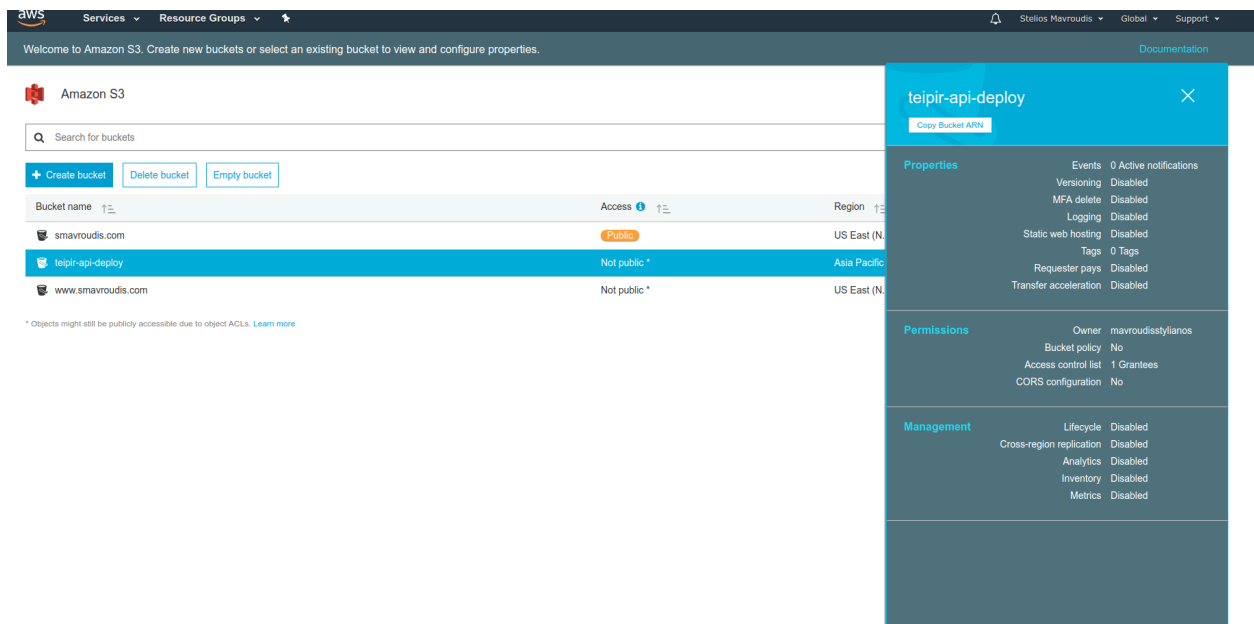 aws Services Resource Groups Stelios Mavroudis Global Support
Welcome to Amazon S3. Create new buckets or select an existing bucket to view and configure properties. Documentation
Amazon S3
Search for buckets
Create bucket Delete bucket Empty bucket
Bucket name Access Region
smavroudis.com Public US East (N.
teipir-api-deploy Not public * Asia Pacific
www.smavroudis.com Not public * US East (N.
* Objects might still be publicly accessible due to object ACLs. Learn more
teipir-api-deploy
Copy Bucket ARN
Properties Events 0 Active notifications
Versioning Disabled
MFA delete Disabled
Logging Disabled
Static web hosting Disabled
Tags 0 Tags
Requester pays Disabled
Transfer acceleration Disabled
Permissions Owner mavroudisstylianos
Bucket policy No
Access control list 1 Grantees
CORS configuration No
Management Lifecycle Disabled
Cross-region replication Disabled
Analytics Disabled
Inventory Disabled
Metrics Disabled